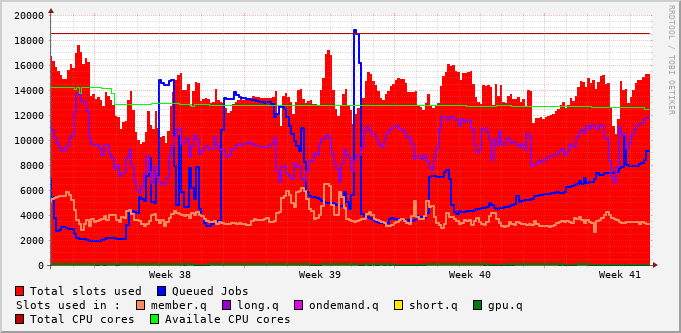 20000
18000
16000
14000
12000
10000
8000
6000
4000
2000
0
Week 38 Week 39 Week 40 Week 41
RRDTOOL / TOBI OETIKER
Total slots used Queued Jobs
Slots used in : member.q long.q ondemand.q short.q gpu.q
Total CPU cores Availale CPU cores